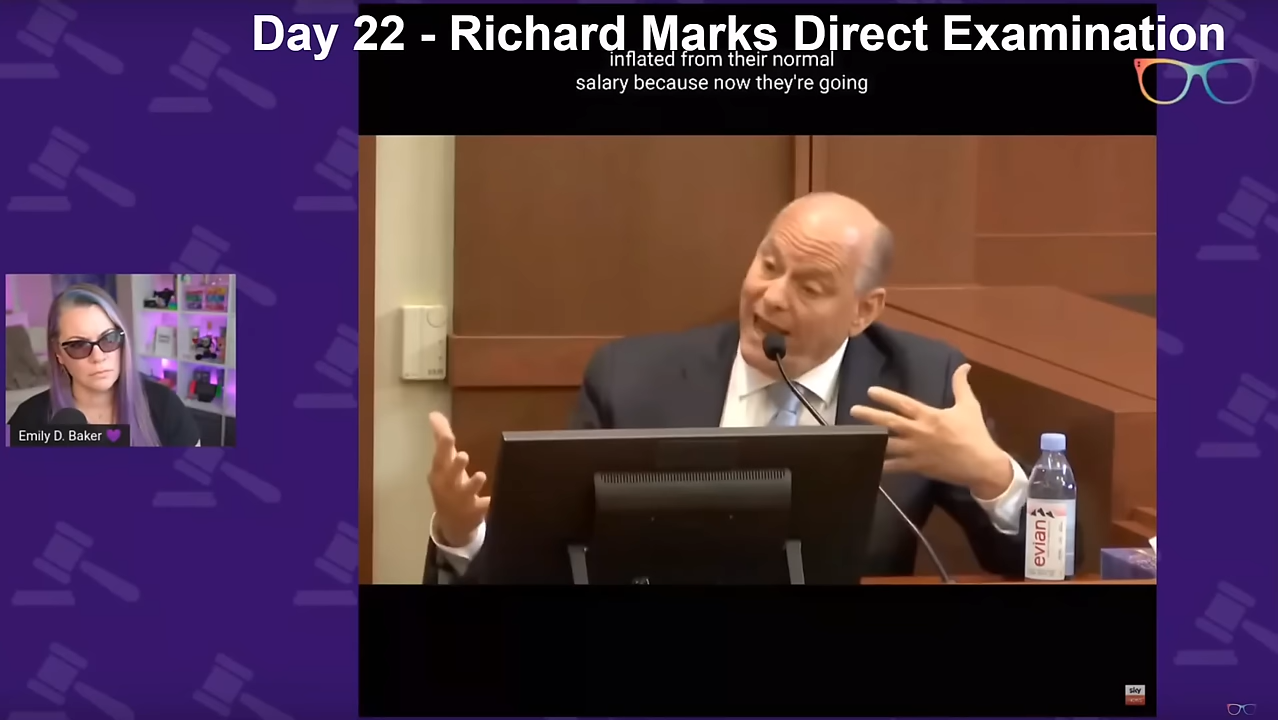 Day 22 - Richard Marks Direct Examination
inflated from their normal
salary because now they're going
Emily D. Baker 💜
evian
sky